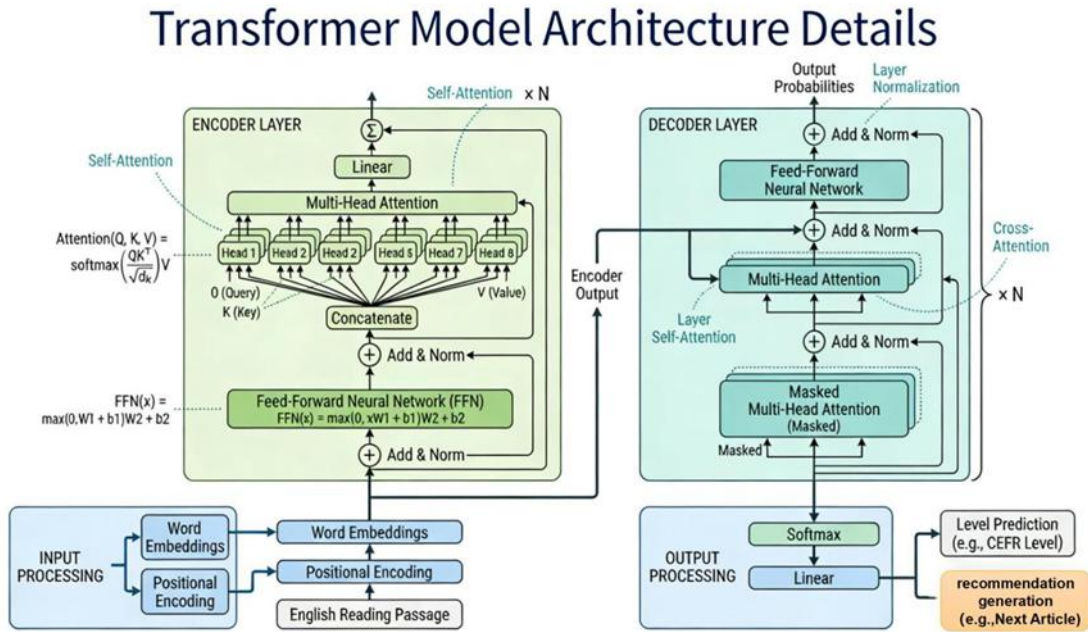 Transformer Model Architecture Details
Self-Attention
× N
ENCODER LAYER
Σ
Self-Attention
Linear
Multi-Head Attention
Attention(Q, K, V) =
softmax(QKᵀ/√dₖ)V
Head 1
Head 2
Head 2
Head 5
Head 7
Head 8
O (Query)
K (Key)
V (Value)
Concatenate
+
Add & Norm
FFN(x) =
max(0,W1 + b1)W2 + b2
Feed-Forward Neural Network (FFN)
FFN(x) = max(0, xW1 + b1)W2 + b2
+
Add & Norm
INPUT
PROCESSING
Word
Embeddings
Positional
Encoding
Word Embeddings
Positional Encoding
English Reading Passage
Encoder
Output
Output
Probabilities
Layer
Normalization
DECODER LAYER
+
Add & Norm
Feed-Forward
Neural Network
+
Add & Norm
Cross-
Attention
Multi-Head Attention
× N
Layer
Self-Attention
+
Add & Norm
Masked
Multi-Head Attention
(Masked)
Masked
OUTPUT
PROCESSING
Softmax
Linear
Level Prediction
(e.g., CEFR Level)
recommendation
generation
(e.g.,Next Article)